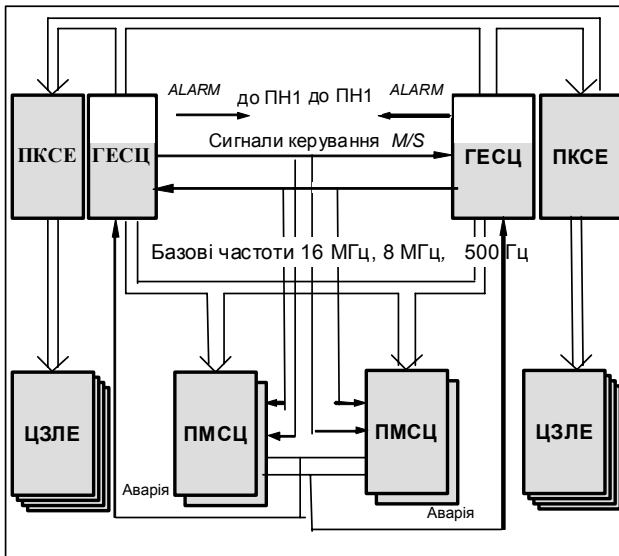 ALARM
до ПН1 до ПН1
ALARM
ПКСЕ
ГЕСЦ
Сигнали керування M/S
ГЕСЦ
ПКСЕ
Базові частоти 16 МГц, 8 МГц, 500 Гц
ЦЗЛЕ
ПМСЦ
ПМСЦ
ЦЗЛЕ
Аварія
Аварія